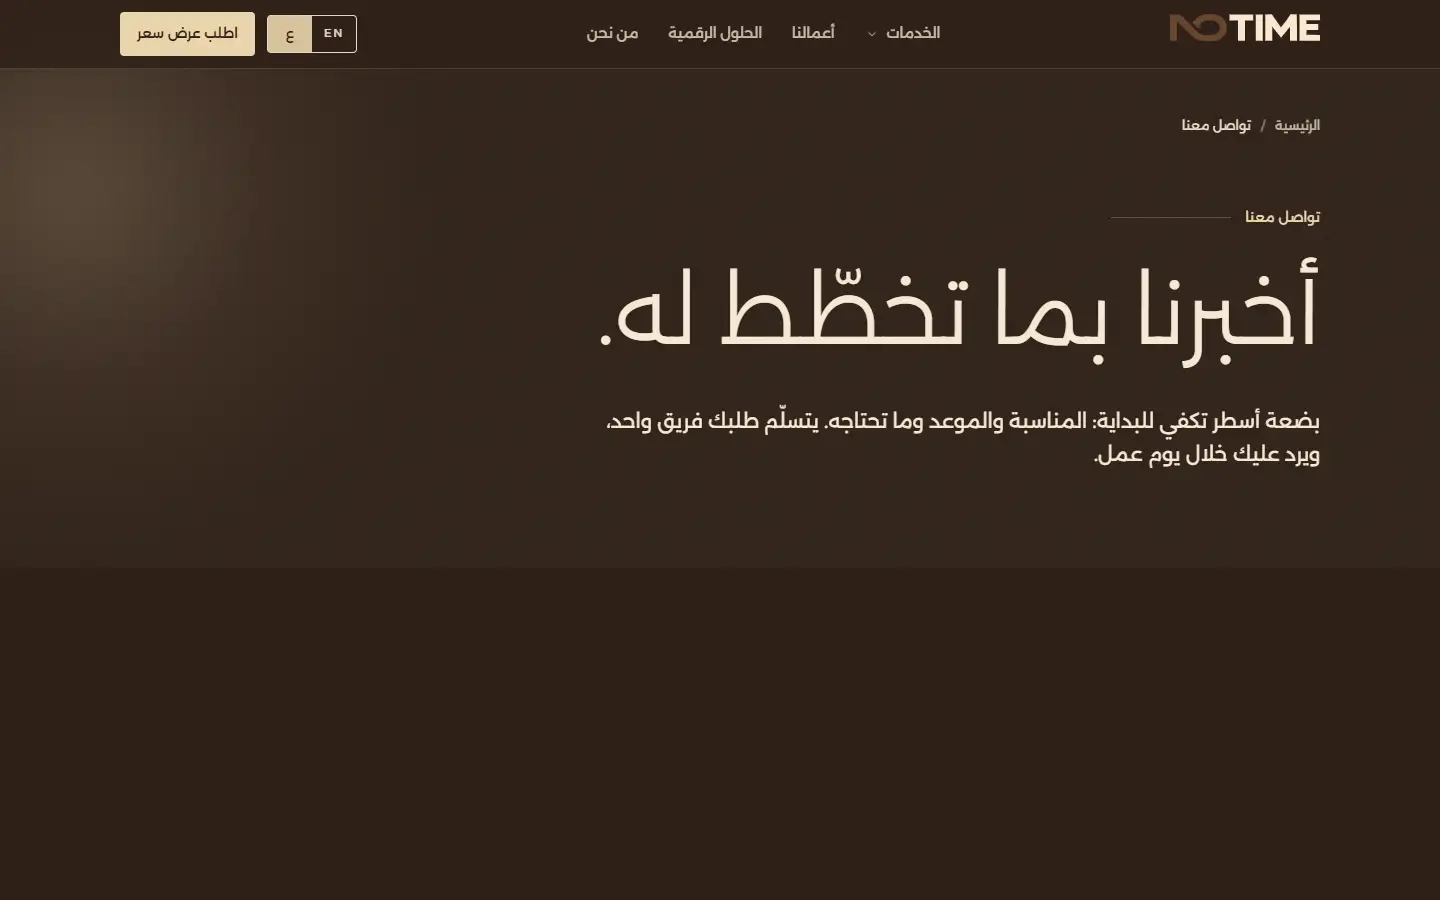 NOTIME
الخدمات
أعمالنا
الحلول الرقمية
من نحن
EN
ع
اطلب عرض سعر
الرئيسية / تواصل معنا
تواصل معنا
أخبرنا بما تخطّط له.
بضعة أسطر تكفي للبداية: المناسبة والموعد وما تحتاجه. يتسلّم طلبك فريق واحد،
ويرد عليك خلال يوم عمل.